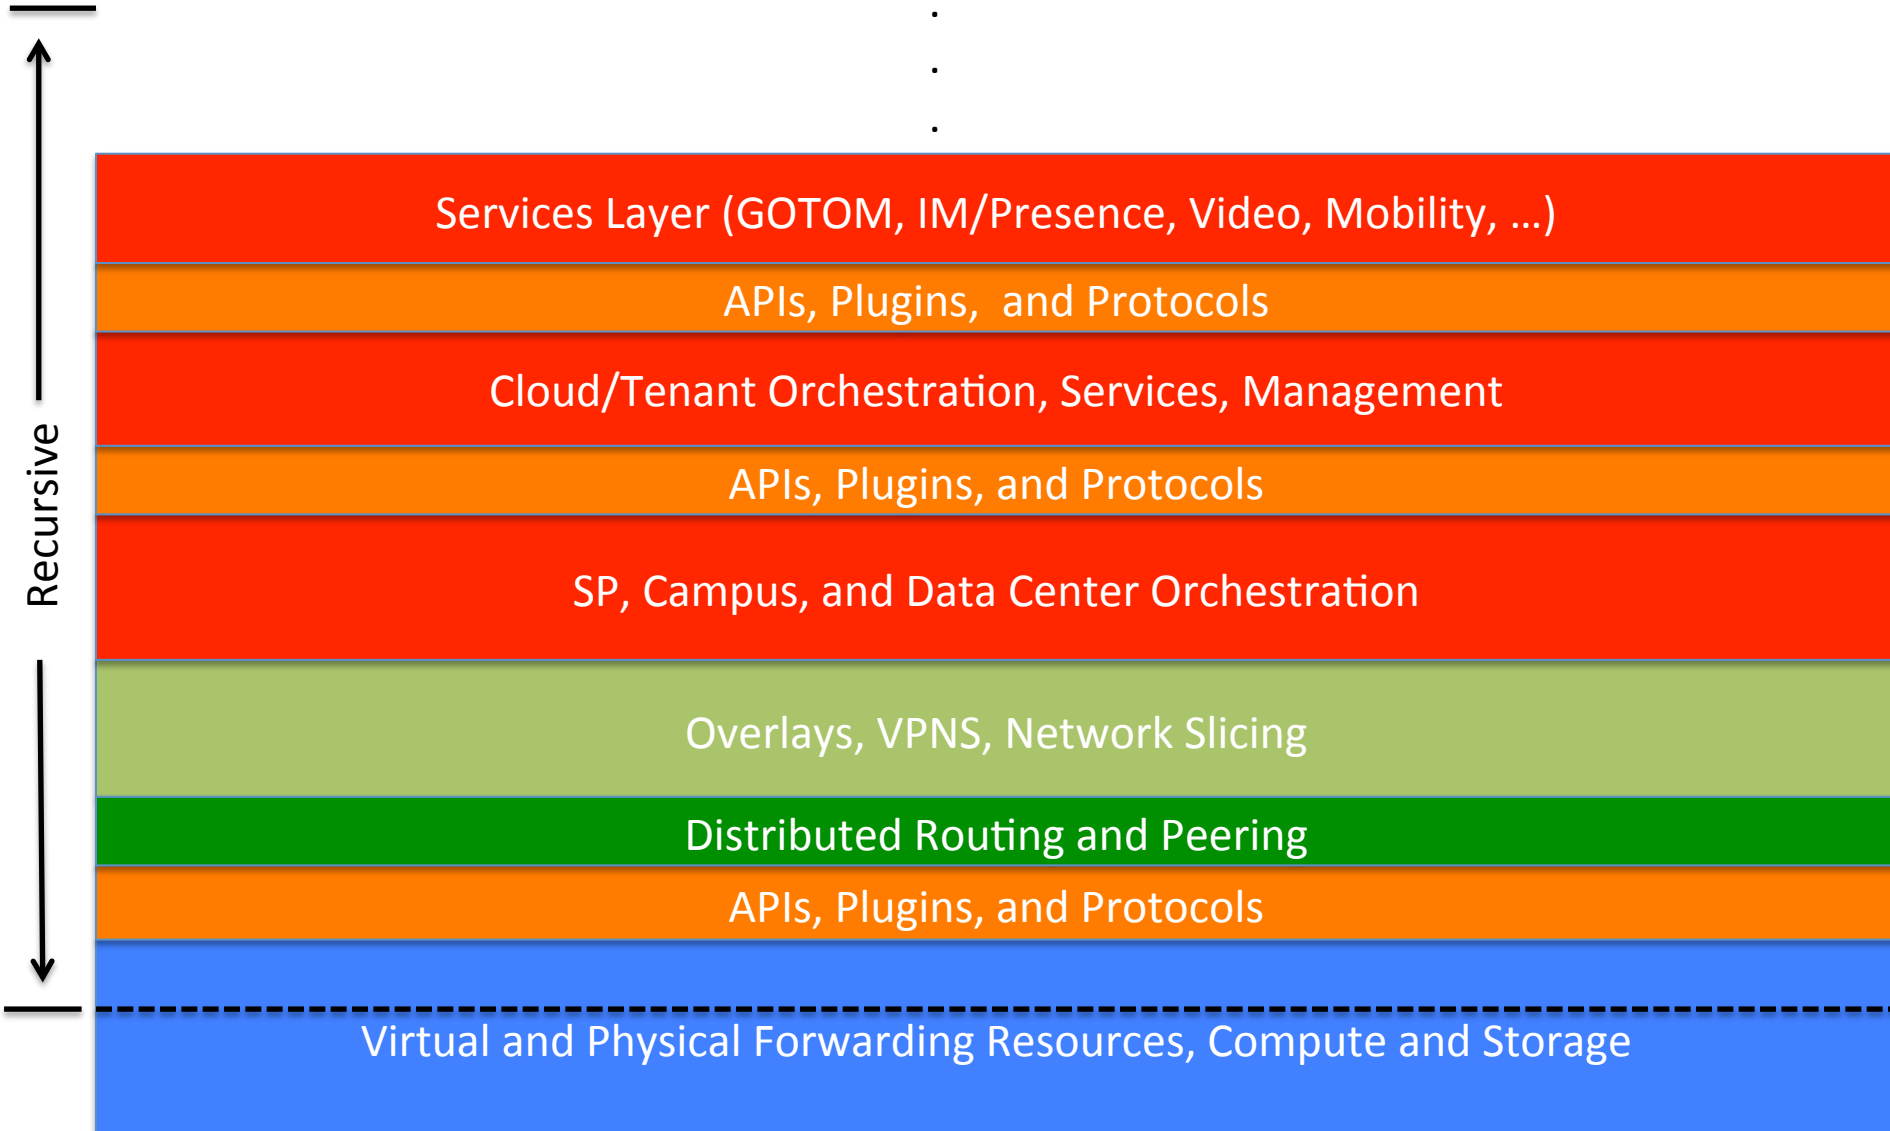 .
.
.
Services Layer (GOTOM, IM/Presence, Video, Mobility, …)
APIs, Plugins,  and Protocols
Cloud/Tenant Orchestration, Services, Management
APIs, Plugins, and Protocols
Recursive
SP, Campus, and Data Center Orchestration
Overlays, VPNS, Network Slicing
Distributed Routing and Peering
APIs, Plugins, and Protocols
Virtual and Physical Forwarding Resources, Compute and Storage